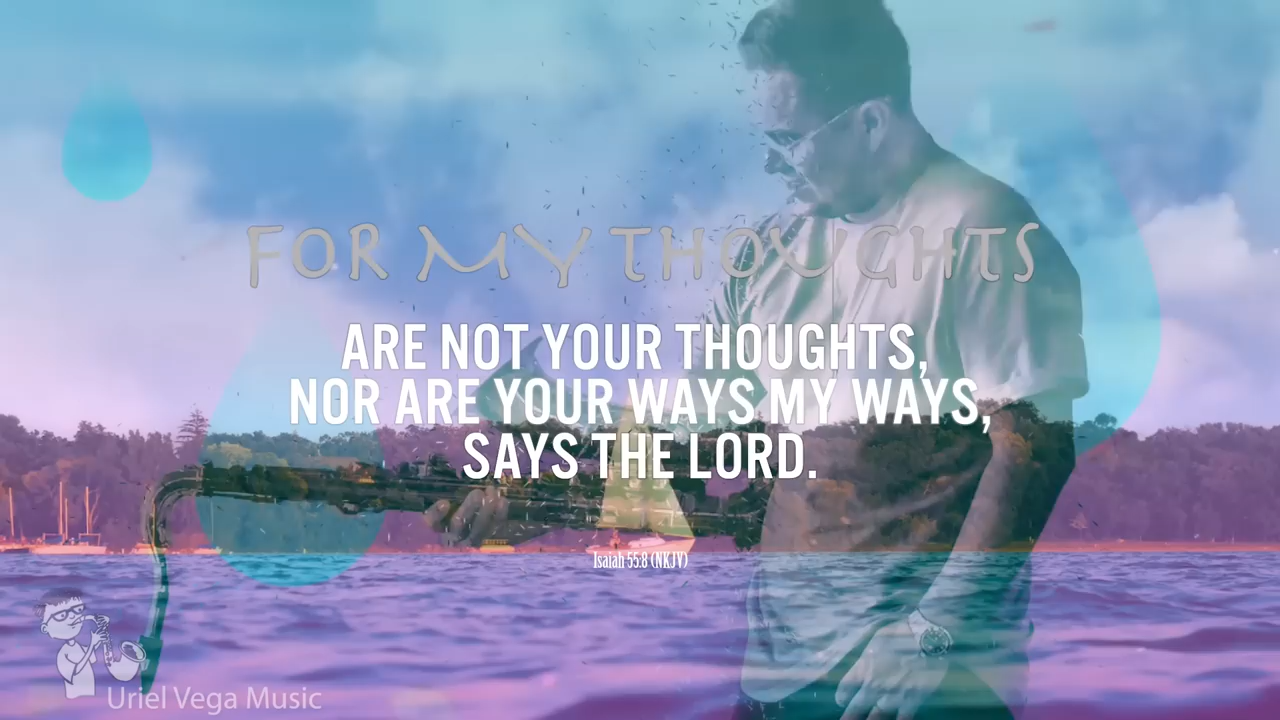 FOR MY THOUGHTS
ARE NOT YOUR THOUGHTS,
NOR ARE YOUR WAYS MY WAYS,
SAYS THE LORD.
Isaiah 55:8 (NKJV)
Uriel Vega Music